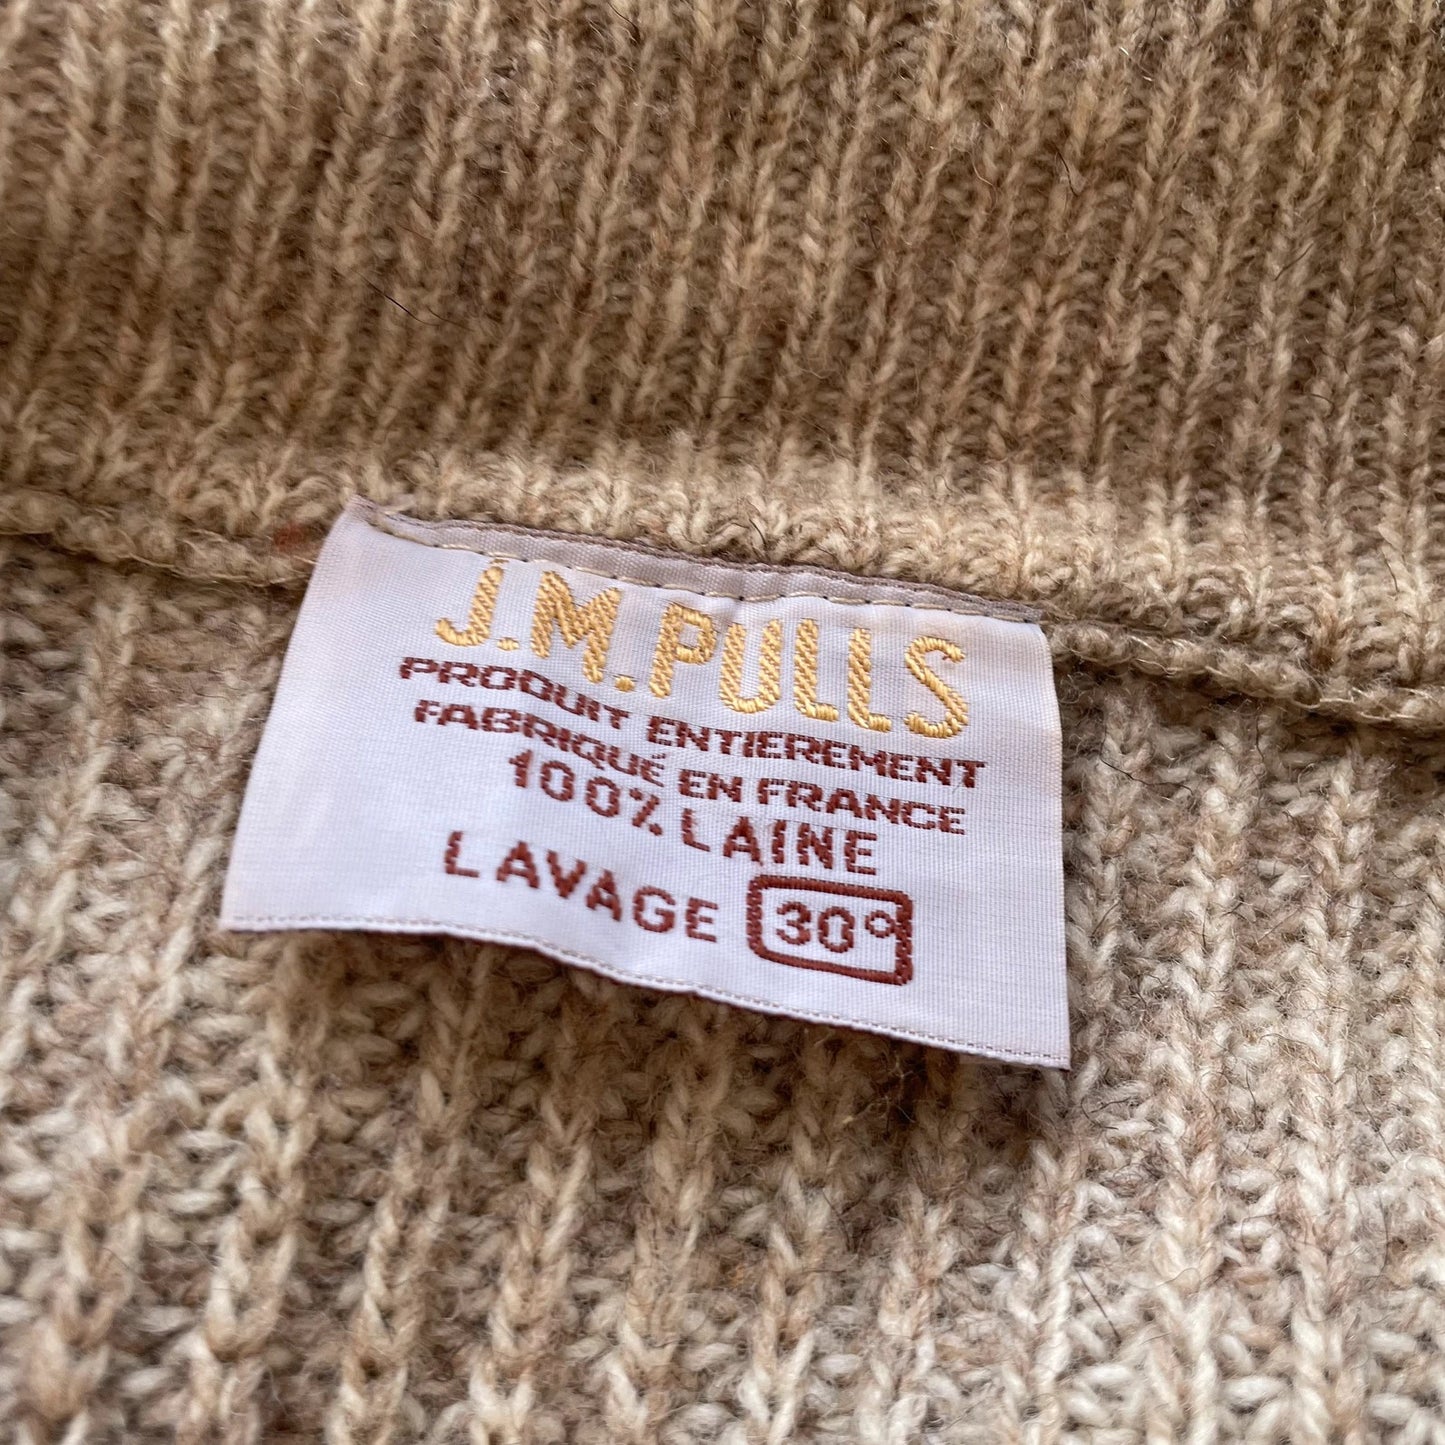 J.M.PULLS
PRODUIT ENTIEREMENT
FABRIQUÉ EN FRANCE
100% LAINE
LAVAGE 30°